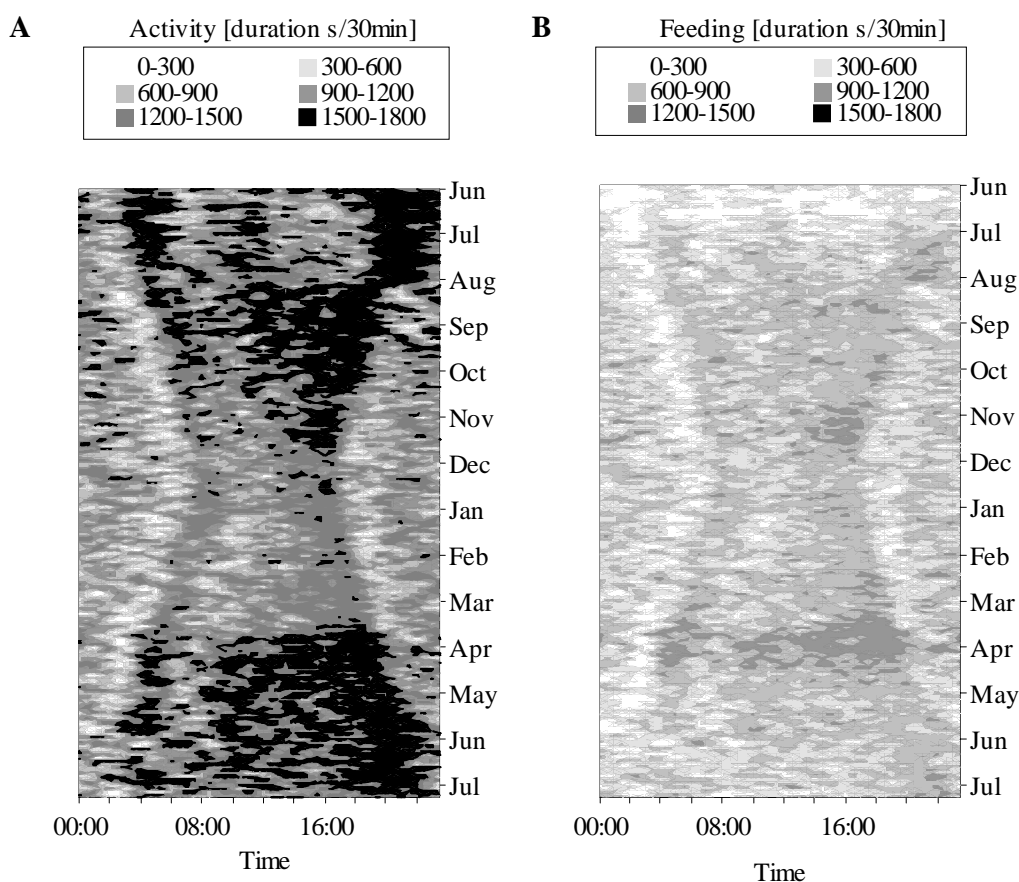 A Activity [duration s/30min]
0-300 300-600
600-900 900-1200
1200-1500 1500-1800
Jun
Jul
Aug
Sep
Oct
Nov
Dec
Jan
Feb
Mar
Apr
May
Jun
Jul
00:00 08:00 16:00
Time
B Feeding [duration s/30min]
0-300 300-600
600-900 900-1200
1200-1500 1500-1800
Jun
Jul
Aug
Sep
Oct
Nov
Dec
Jan
Feb
Mar
Apr
May
Jun
Jul
00:00 08:00 16:00
Time